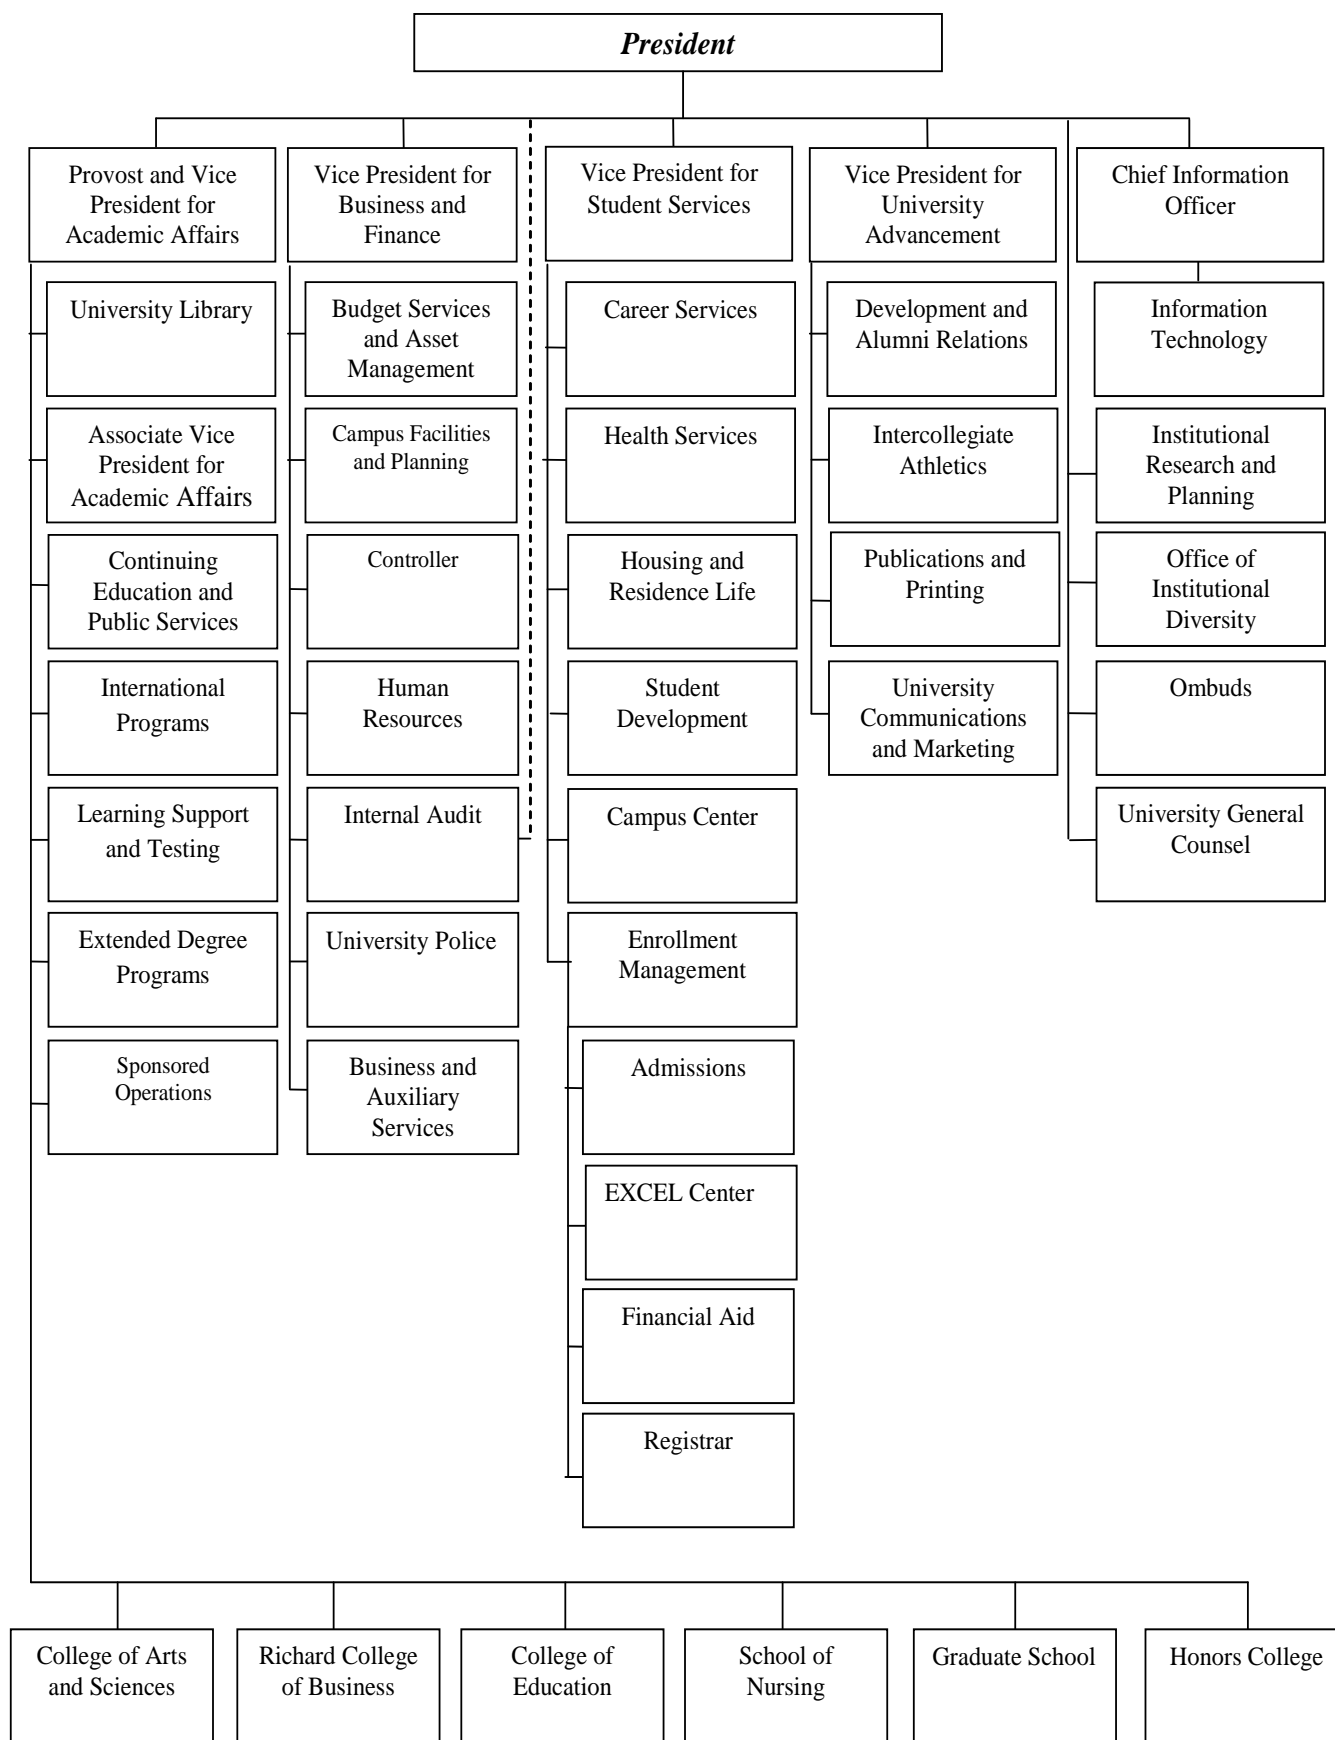 President
Provost and Vice
President for
Academic Affairs
Vice President for
Business and
Finance
Vice President for
Student Services
Vice President for
University
Advancement
Chief Information
Officer
University Library
Associate Vice
President for
Academic Affairs
Continuing
Education and
Public Services
International
Programs
Learning Support
and Testing
Extended Degree
Programs
Sponsored
Operations
Budget Services
and Asset
Management
Campus Facilities
and Planning
Controller
Human
Resources
Internal Audit
University Police
Business and
Auxiliary
Services
Career Services
Health Services
Housing and
Residence Life
Student
Development
Campus Center
Enrollment
Management
Admissions
EXCEL Center
Financial Aid
Registrar
Development and
Alumni Relations
Intercollegiate
Athletics
Publications and
Printing
University
Communications
and Marketing
Information
Technology
Institutional
Research and
Planning
Office of
Institutional
Diversity
Ombuds
University General
Counsel
College of Arts
and Sciences
Richard College
of Business
College of
Education
School of
Nursing
Graduate School
Honors College